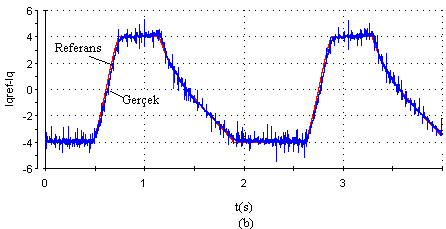 6
4
2
0
-2
-4
-6
Iqref-Iq
Referans
Gerçek
0 1 2 3
t(s)
(b)